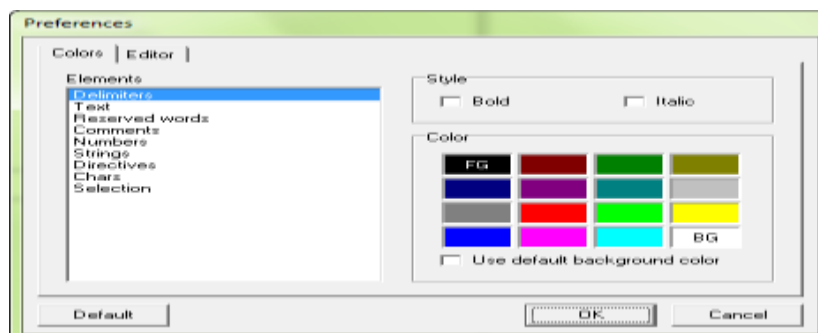 Preferences
Colors Editor
Elements
Delimiters
Text
Reserved words
Comments
Numbers
Strings
Directives
Chars
Selection
Style
Bold Italic
Color
FG
BG
Use default background color
Default OK Cancel